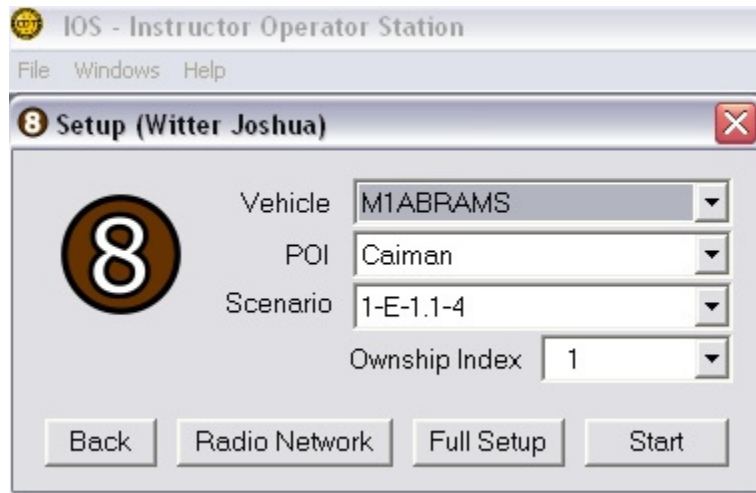 IOS - Instructor Operator Station
File Windows Help
8 Setup (Witter Joshua)
8
Vehicle M1ABRAMS
POI Caiman
Scenario 1-E-1.1-4
Ownship Index 1
Back Radio Network Full Setup Start